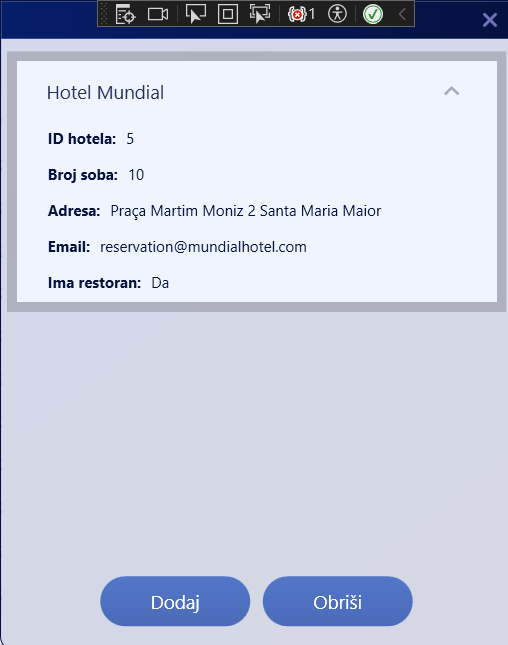 1
Hotel Mundial
ID hotela: 5
Broj soba: 10
Adresa: Praça Martim Moniz 2 Santa Maria Maior
Email: reservation@mundialhotel.com
Ima restoran: Da
Dodaj
Obriši